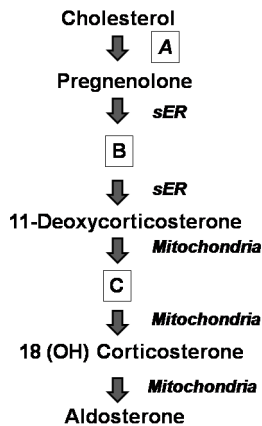 Cholesterol
A
Pregnenolone
sER
B
sER
11-Deoxycorticosterone
Mitochondria
C
Mitochondria
18 (OH) Corticosterone
Mitochondria
Aldosterone